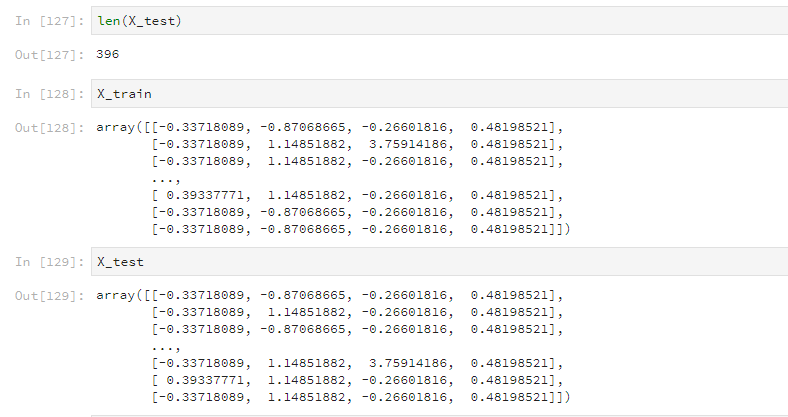 In [127]: len(X_test)
Out[127]: 396
In [128]: X_train
Out[128]: array([[-0.33718089, -0.87068665, -0.26601816,  0.48198521],
       [-0.33718089,  1.14851882,  3.75914186,  0.48198521],
       [-0.33718089,  1.14851882, -0.26601816,  0.48198521],
       ...,
       [ 0.39337771,  1.14851882, -0.26601816,  0.48198521],
       [-0.33718089, -0.87068665, -0.26601816,  0.48198521],
       [-0.33718089, -0.87068665, -0.26601816,  0.48198521]])
In [129]: X_test
Out[129]: array([[-0.33718089, -0.87068665, -0.26601816,  0.48198521],
       [-0.33718089,  1.14851882, -0.26601816,  0.48198521],
       [-0.33718089, -0.87068665, -0.26601816,  0.48198521],
       ...,
       [-0.33718089,  1.14851882,  3.75914186,  0.48198521],
       [ 0.39337771,  1.14851882, -0.26601816,  0.48198521],
       [-0.33718089,  1.14851882, -0.26601816,  0.48198521]])